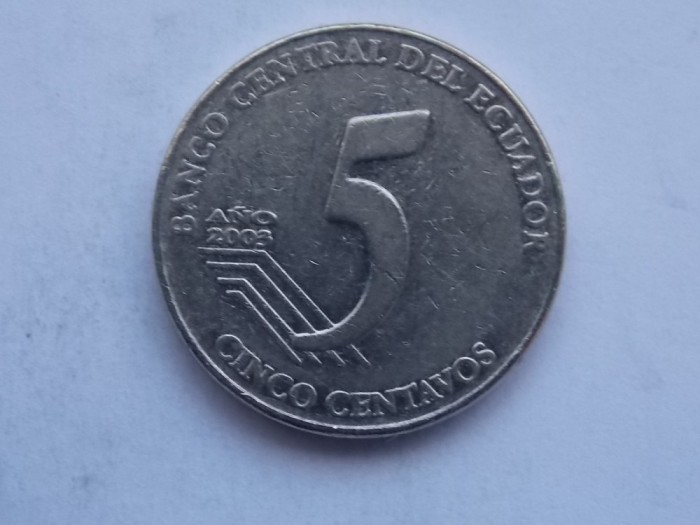 BANCO CENTRAL DEL ECUADOR
AÑO
2003
5
CINCO CENTAVOS